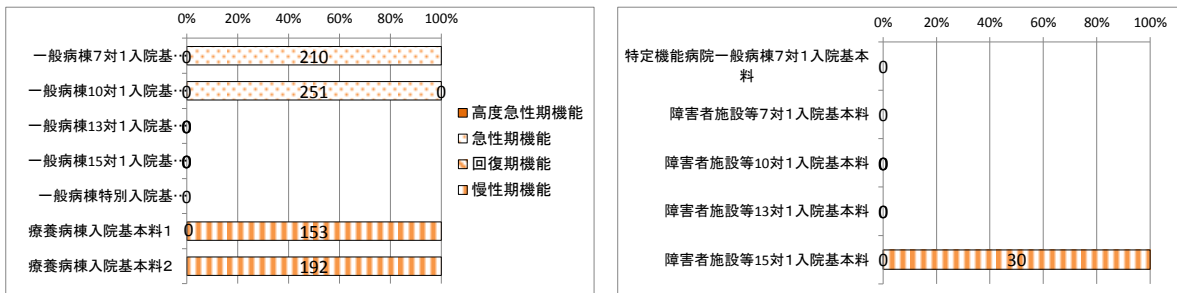 0% 20% 40% 60% 80% 100%
一般病棟7対1入院基… 0 210
一般病棟10対1入院基… 0 251 0
一般病棟13対1入院基… 0
一般病棟15対1入院基… 0
一般病棟特別入院基… 0
療養病棟入院基本料1 0 153
療養病棟入院基本料2 192
高度急性期機能
急性期機能
回復期機能
慢性期機能
0% 20% 40% 60% 80% 100%
特定機能病院一般病棟7対1入院基本
料 0
障害者施設等7対1入院基本料 0
障害者施設等10対1入院基本料 0
障害者施設等13対1入院基本料 0
障害者施設等15対1入院基本料 0 30